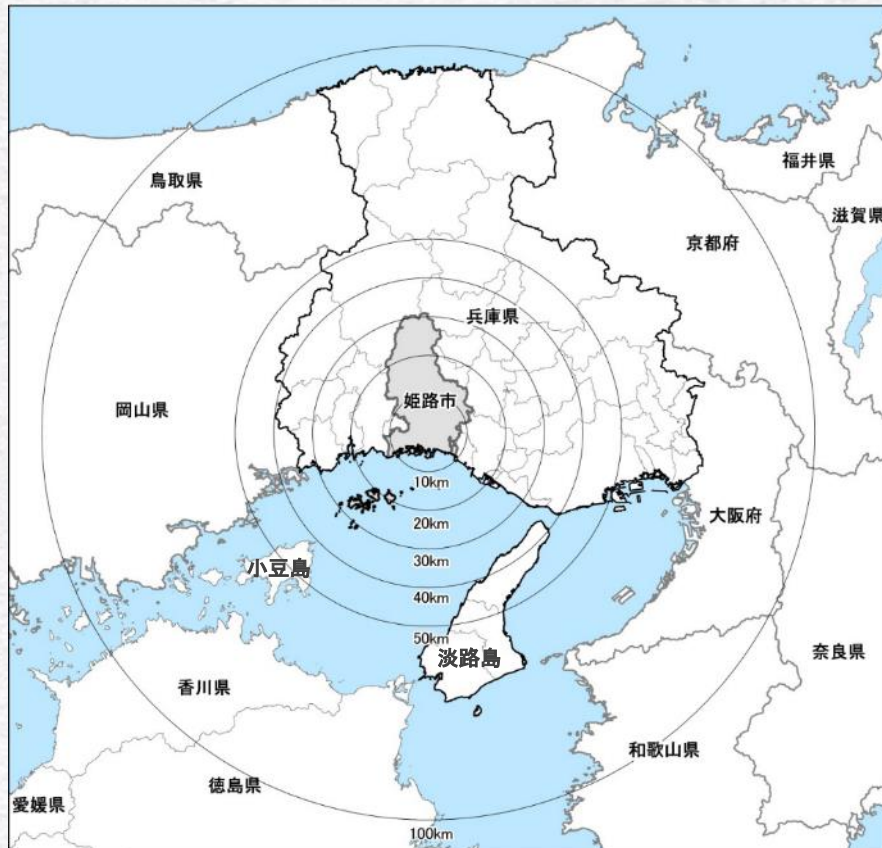 福井県
鳥取県
滋賀県
京都府
兵庫県
姫路市
岡山県
10km
大阪府
20km
30km
小豆島
40km
50km
淡路島
奈良県
香川県
和歌山県
徳島県
愛媛県
100km